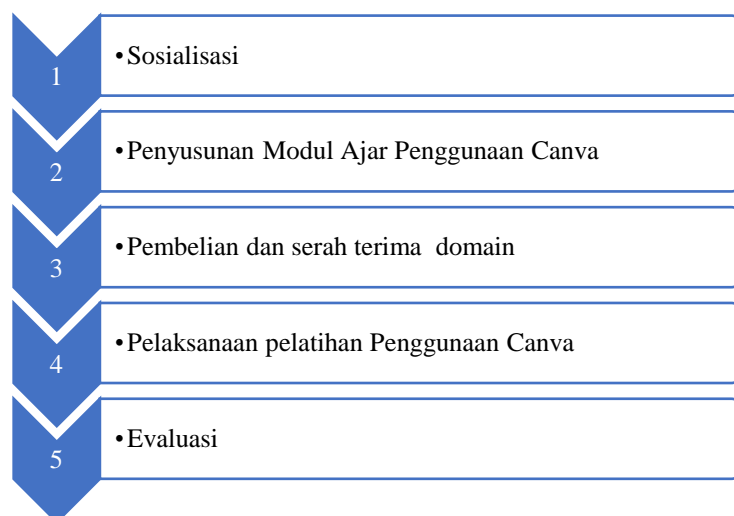 1
•Sosialisasi
2
•Penyusunan Modul Ajar Penggunaan Canva
3
•Pembelian dan serah terima  domain
4
•Pelaksanaan pelatihan Penggunaan Canva
5
•Evaluasi